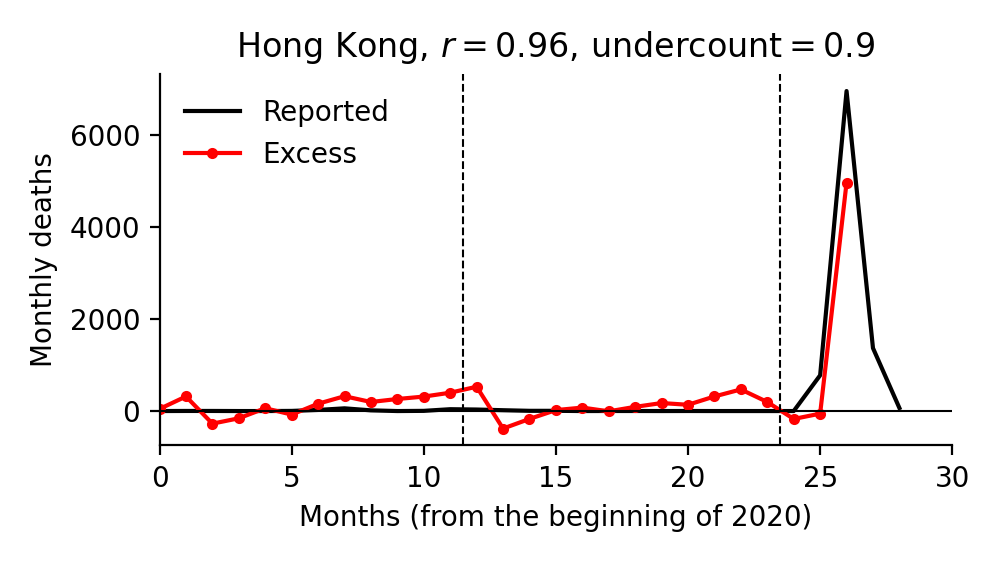 Hong Kong, r = 0.96, undercount = 0.9
Reported
Excess
Monthly deaths
6000
4000
2000
0
0 5 10 15 20 25 30
Months (from the beginning of 2020)